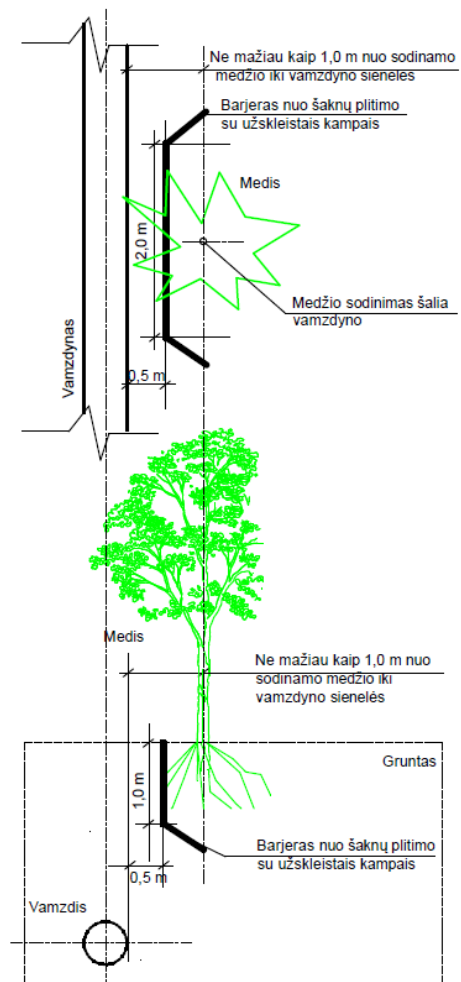 Ne mažiau kaip 1,0 m nuo sodinamo
medžio iki vamzdyno sienelės
Barjeras nuo šaknų plitimo
su užskleistais kampais
Medis
2,0 m
Medžio sodinimas šalia
vamzdyno
Vamzdynas
0,5 m
Medis
Ne mažiau kaip 1,0 m nuo
sodinamo medžio iki
vamzdyno sienelės
Gruntas
1,0 m
Barjeras nuo šaknų plitimo
su užskleistais kampais
0,5 m
Vamzdis